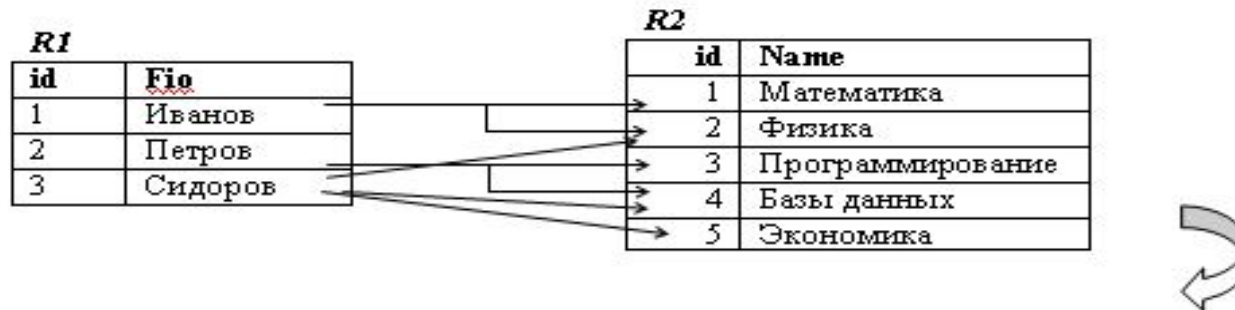 R1
id Fio
1 Иванов
2 Петров
3 Сидоров
R2
id Name
1 Математика
2 Физика
3 Программирование
4 Базы данных
5 Экономика